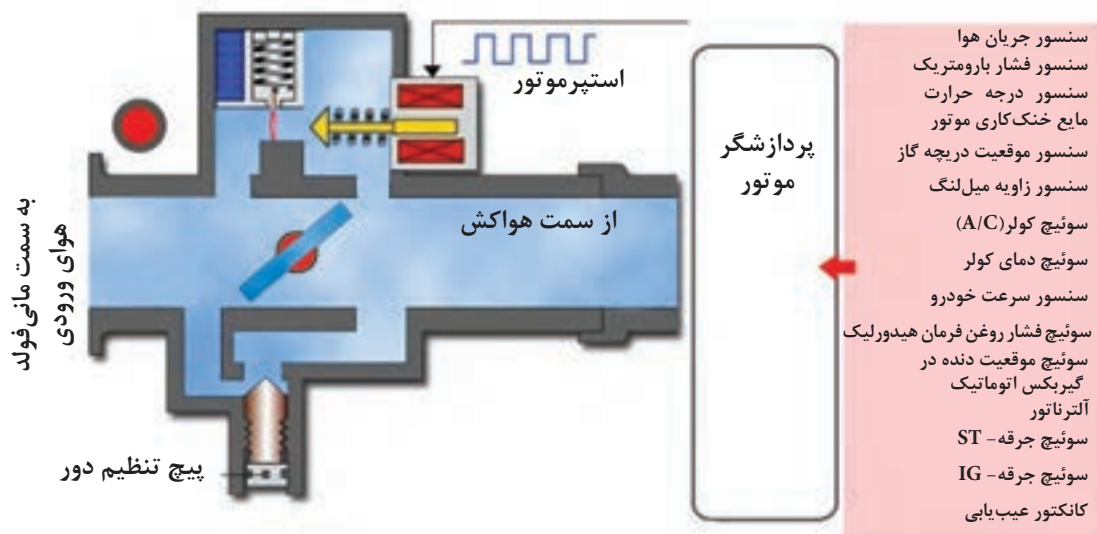 سنسور جریان هوا
سنسور فشار بارومتریک
سنسور درجه حرارت
مایع خنک‌کاری موتور
سنسور موقعیت دریچه گاز
سنسور زاویه میل‌لنگ
سوئیچ کولر(A/C)
سوئیچ دمای کولر
سنسور سرعت خودرو
سوئیچ فشار روغن فرمان هیدورلیک
سوئیچ موقعیت دنده در
گیربکس اتوماتیک
آلترناتور
سوئیچ جرقه- ST
سوئیچ جرقه- IG
کانکتور عیب‌یابی
پردازشگر
موتور
استپرموتور
از سمت هواکش
به سمت مانی‌فولد
هوای ورودی
پیچ تنظیم دور